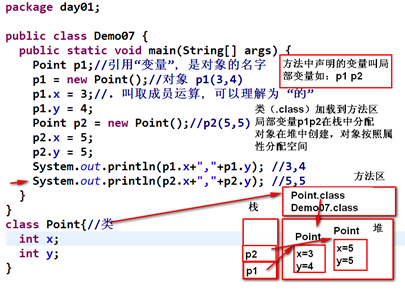 package day01;
public class Demo07 {
public static void main(String[] args) {
Point p1;//引用“变量”，是对象的名字
p1 = new Point();//对象 p1(3,4)
p1.x = 3;//. 叫取成员运算，可以理解为 “的”
p1.y = 4;
Point p2 = new Point();//p2(5,5)
p2.x = 5;
p2.y = 5;
System.out.println(p1.x+","+p1.y); //3,4
System.out.println(p2.x+","+p2.y); //5,5
}
}
class Point{//类
int x;
int y;
}
方法中声明的变量叫局
部变量如：p1 p2
类（.class）加载到方法区
局部变量p1p2在栈中分配
对象在堆中创建，对象按照属
性分配空间
方法区
Point.class
Demo07.class
栈
堆
p2
p1
Point
x=3
y=4
Point
x=5
y=5